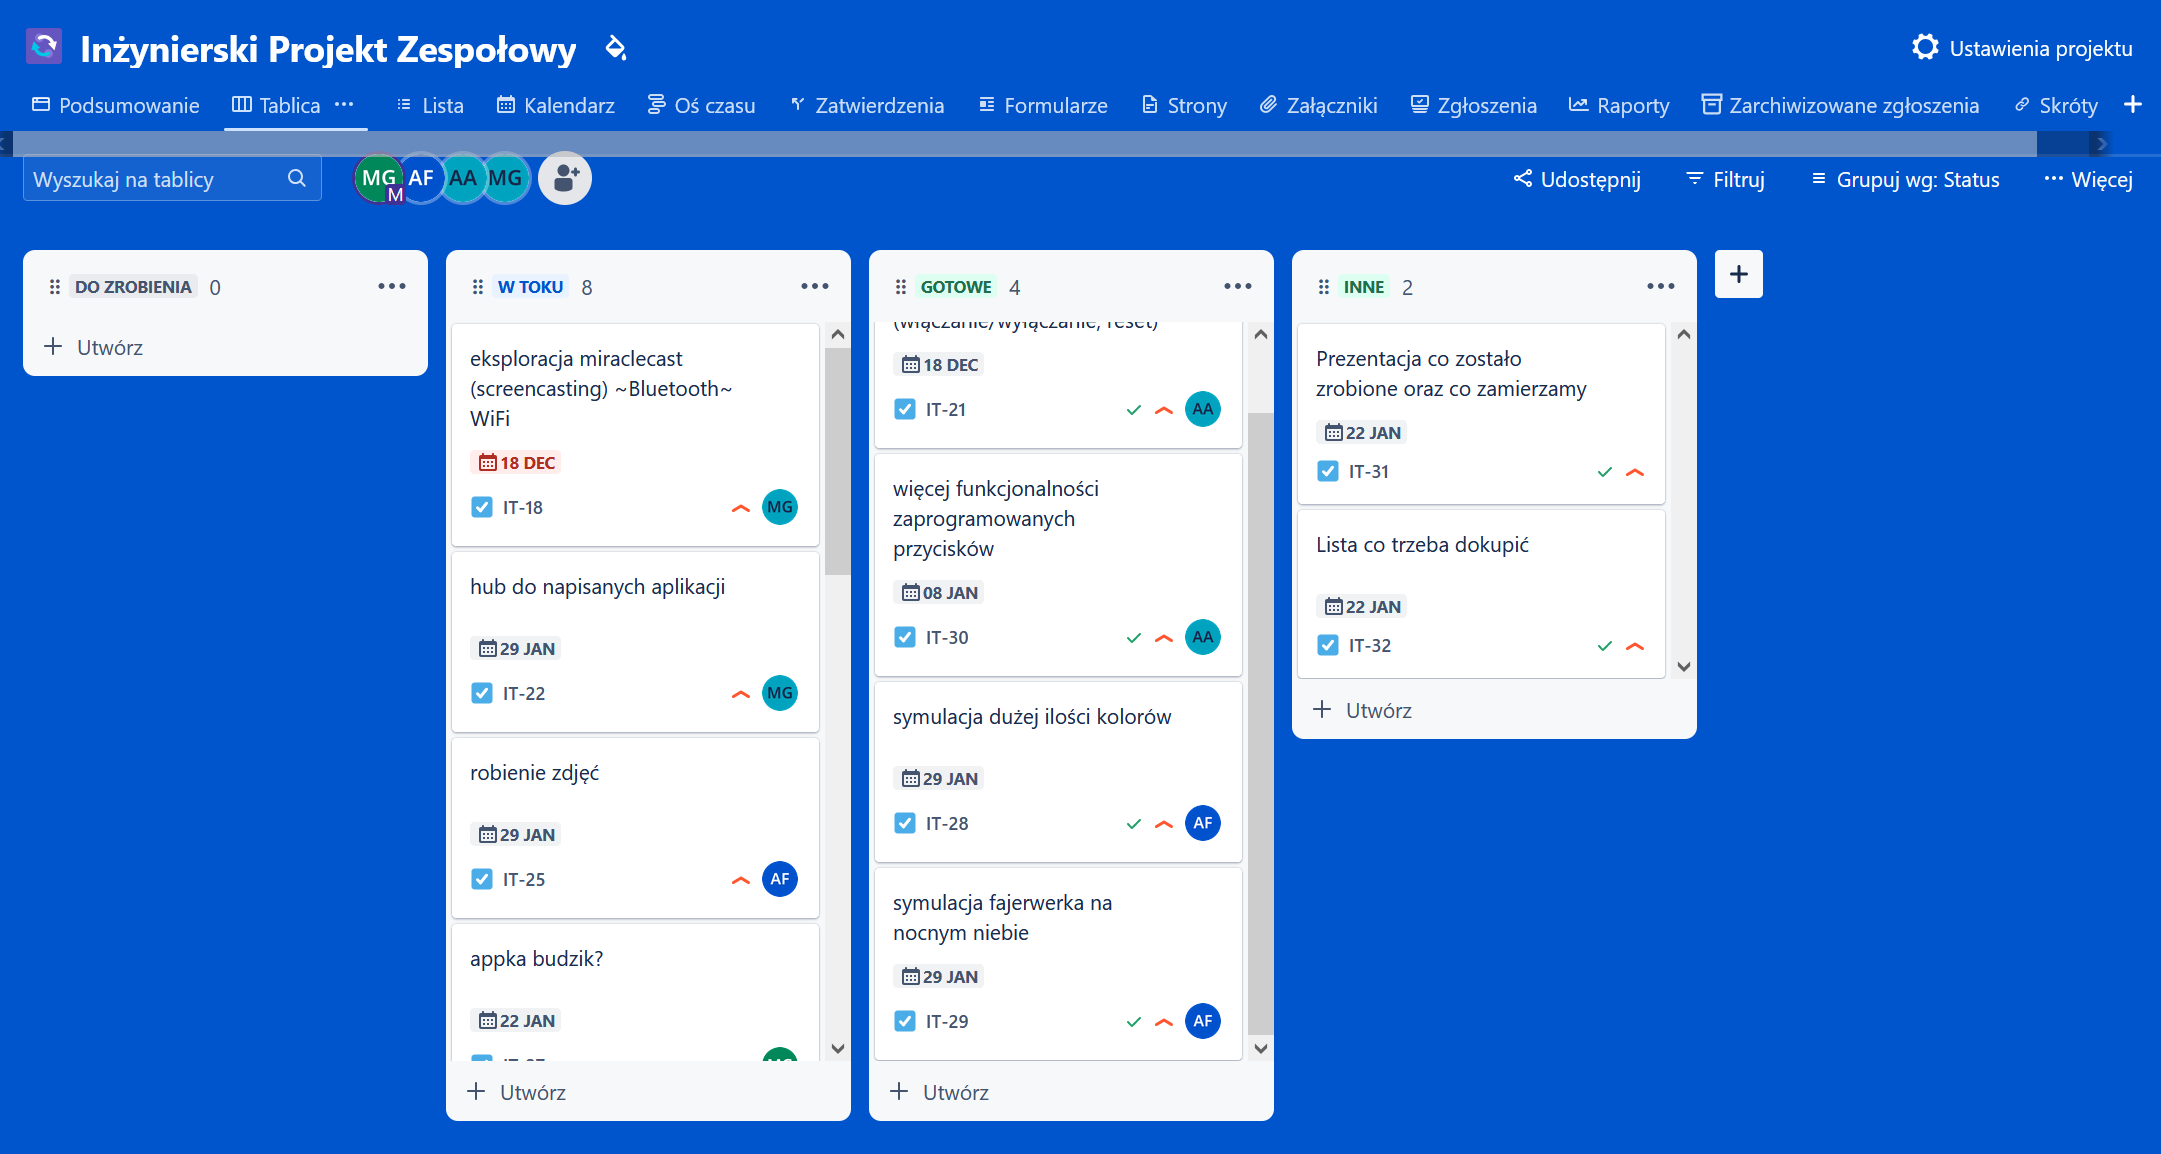 Inżynierski Projekt Zespołowy
Ustawienia projektu
Podsumowanie
Tablica
Lista
Kalendarz
Oś czasu
Zatwierdzenia
Formularze
Strony
Załączniki
Zgłoszenia
Raporty
Zarchiwizowane zgłoszenia
Skróty
Wyszukaj na tablicy
MG
M
AF
AA
MG
Udostępnij
Filtruj
Grupuj wg: Status
Więcej
DO ZROBIENIA 0
Utwórz
W TOKU 8
eksploracja miraclecast
(screencasting) ~Bluetooth~
WiFi
18 DEC
IT-18
MG
hub do napisanych aplikacji
29 JAN
IT-22
MG
robienie zdjęć
29 JAN
IT-25
AF
appka budzik?
22 JAN
Utwórz
GOTOWE 4
(włączanie/wyłączanie, reset)
18 DEC
IT-21
AA
więcej funkcjonalności
zaprogramowanych
przycisków
08 JAN
IT-30
AA
symulacja dużej ilości kolorów
29 JAN
IT-28
AF
symulacja fajerwerka na
nocnym niebie
29 JAN
IT-29
AF
Utwórz
INNE 2
Prezentacja co zostało
zrobione oraz co zamierzamy
22 JAN
IT-31
Lista co trzeba dokupić
22 JAN
IT-32
Utwórz